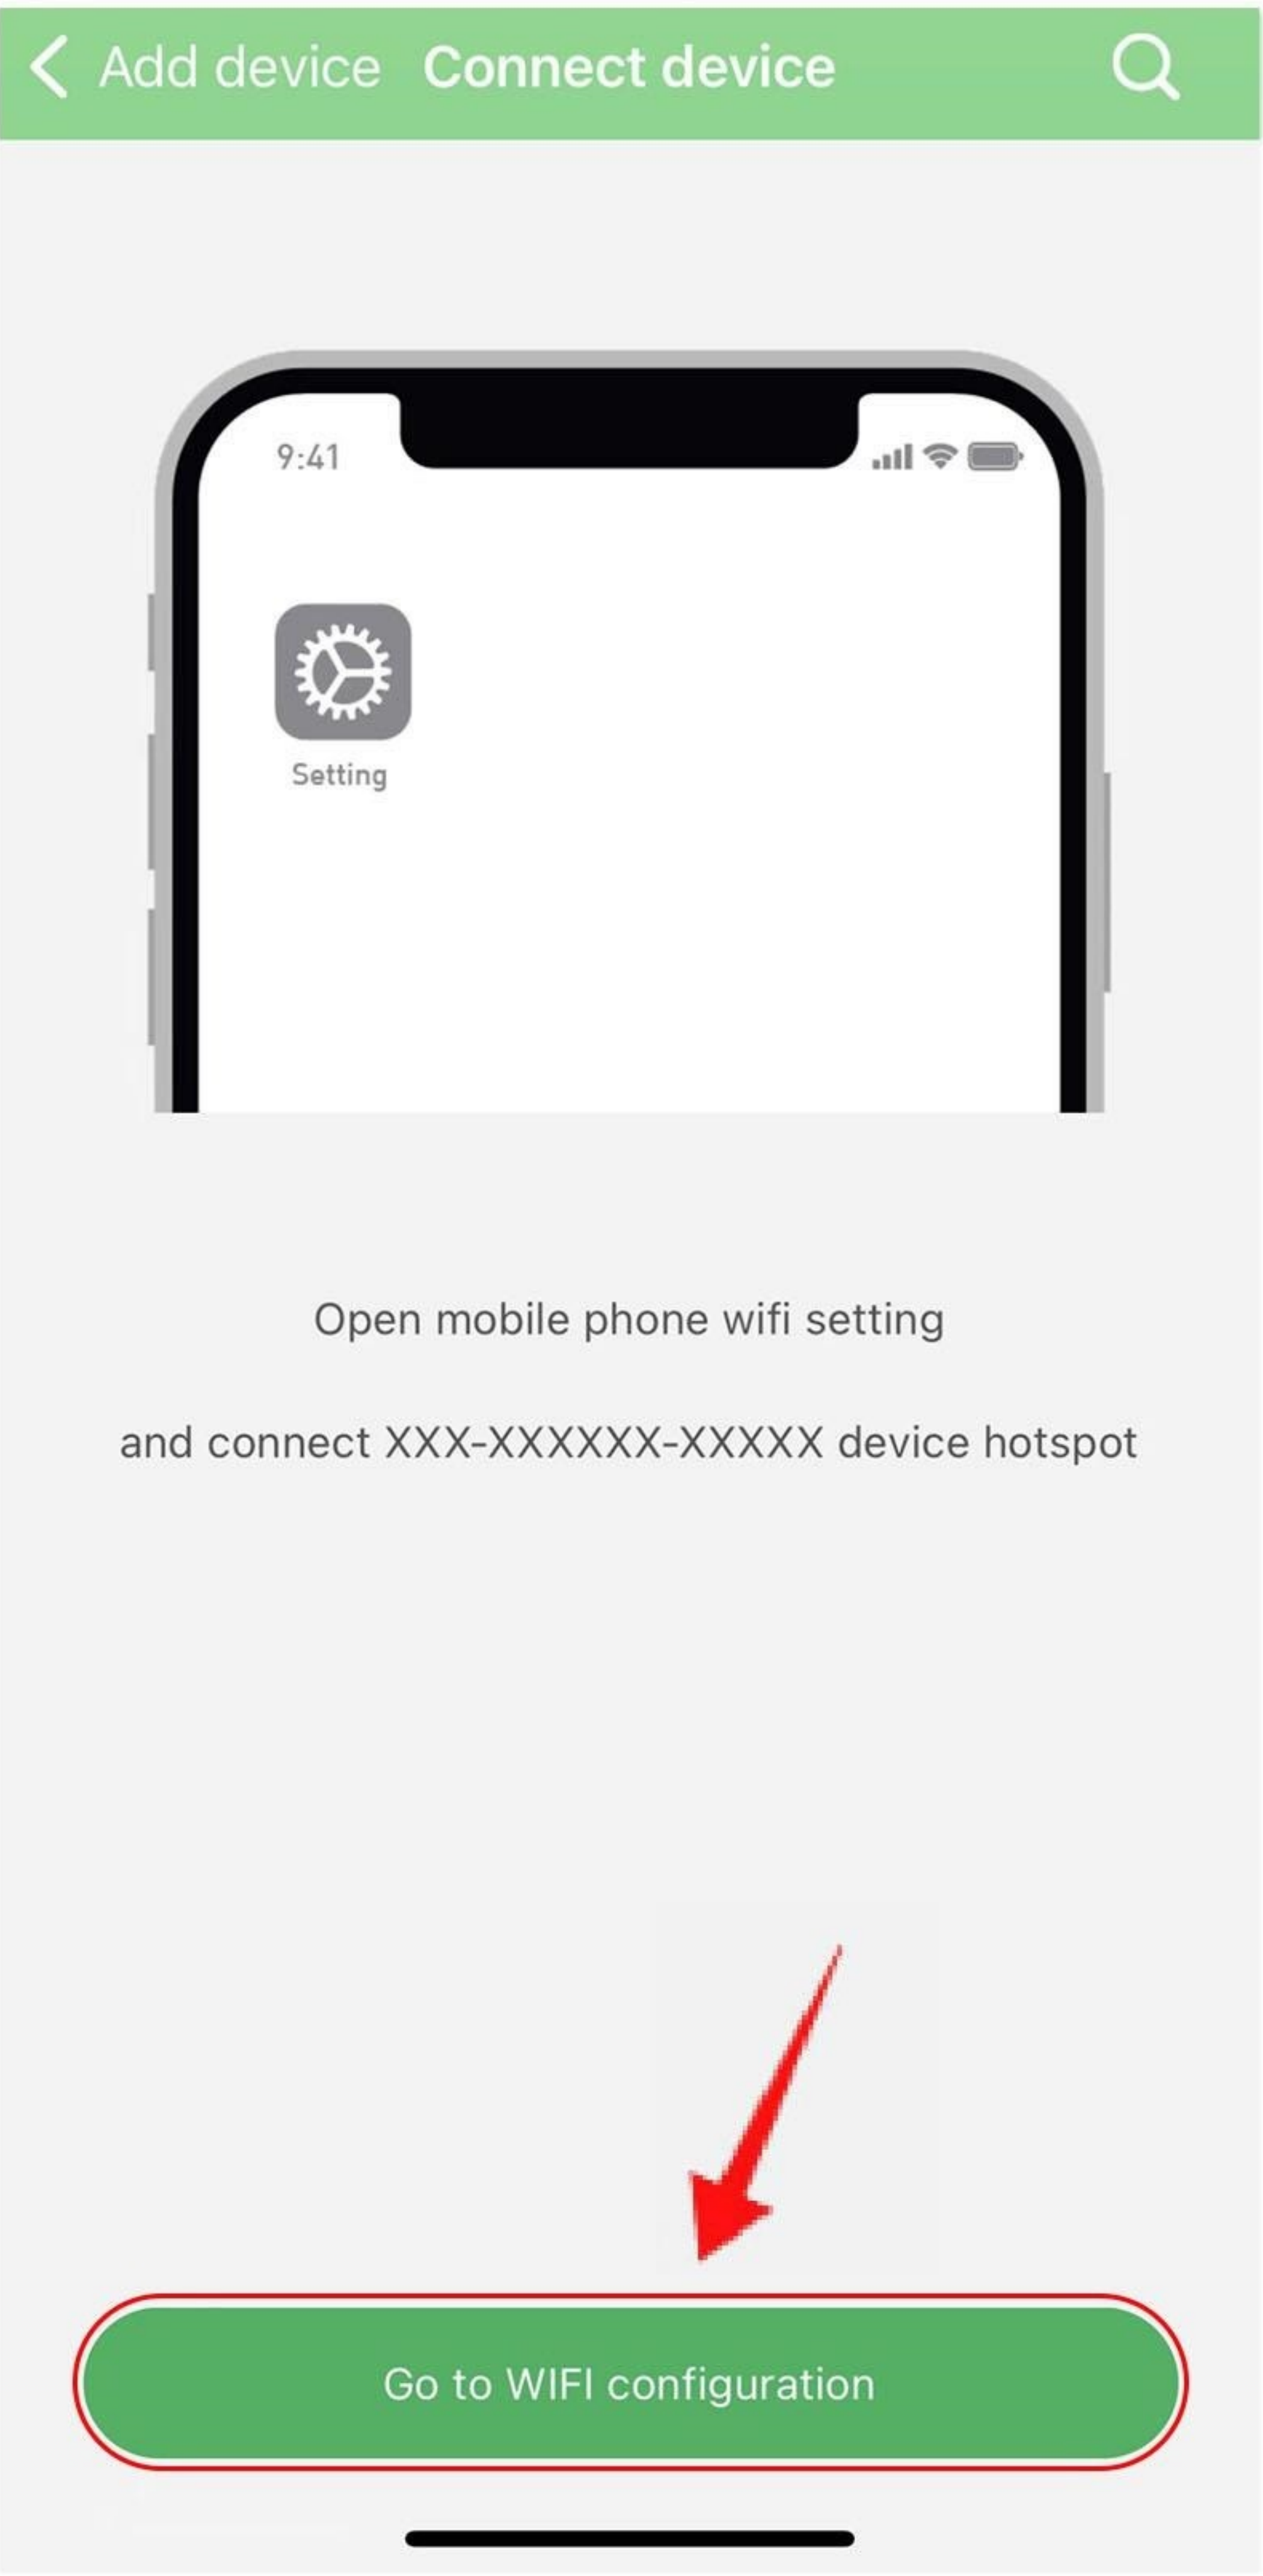 Add device Connect device
9:41
Setting
Open mobile phone wifi setting
and connect XXX-XXXXXX-XXXXX device hotspot
Go to WIFI configuration